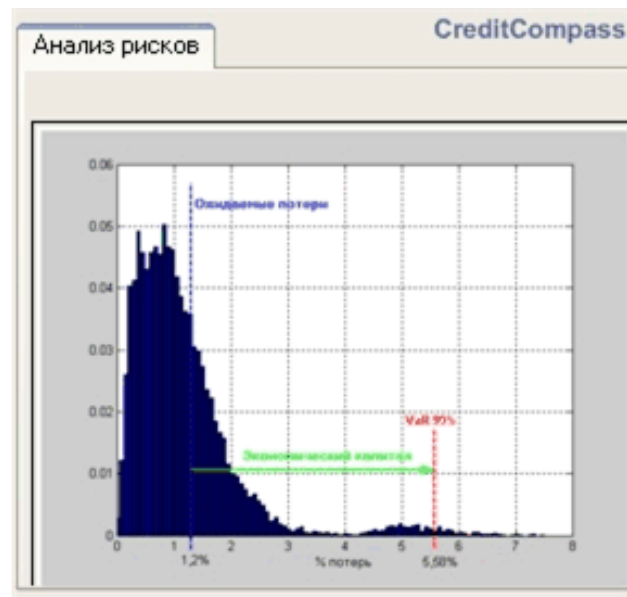 CreditCompass
Анализ рисков
0.06
Ожидаемые потери
0.05
0.04
0.03
0.02
VaR 99%
Экономический капитал
0.01
0
0 1 2 3 4 5 6 7 8
1,2% % потерь 5,58%